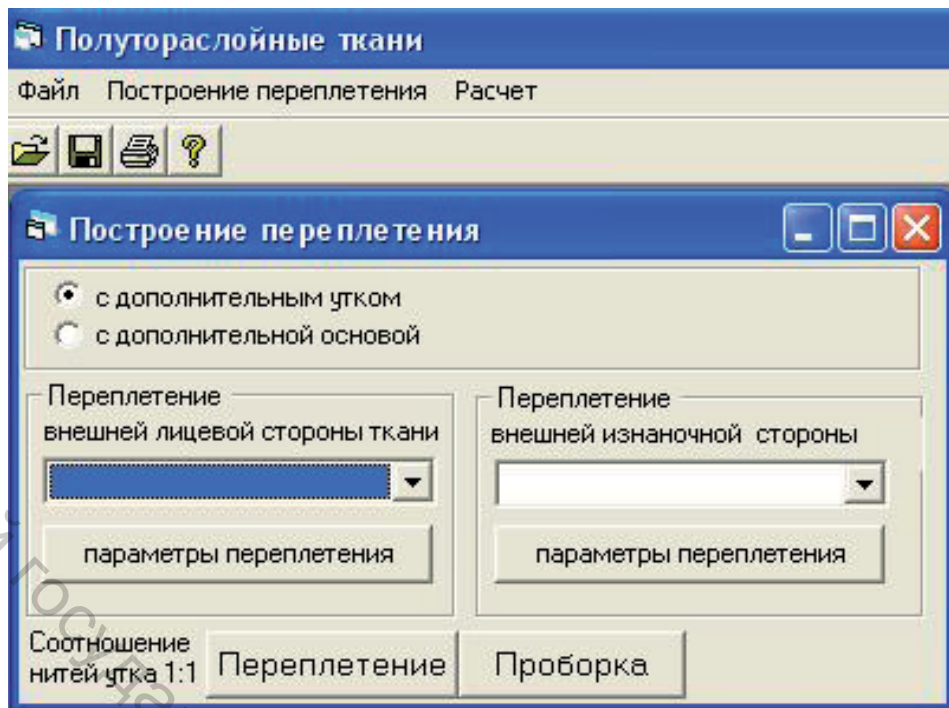 Полутораслойные ткани
Файл Построение переплетения Расчет
Построение переплетения
с дополнительным утком
с дополнительной основой
Переплетение
внешней лицевой стороны ткани
параметры переплетения
Переплетение
внешней изнаночной стороны
параметры переплетения
Соотношение
нитей утка 1:1
Переплетение
Проборка